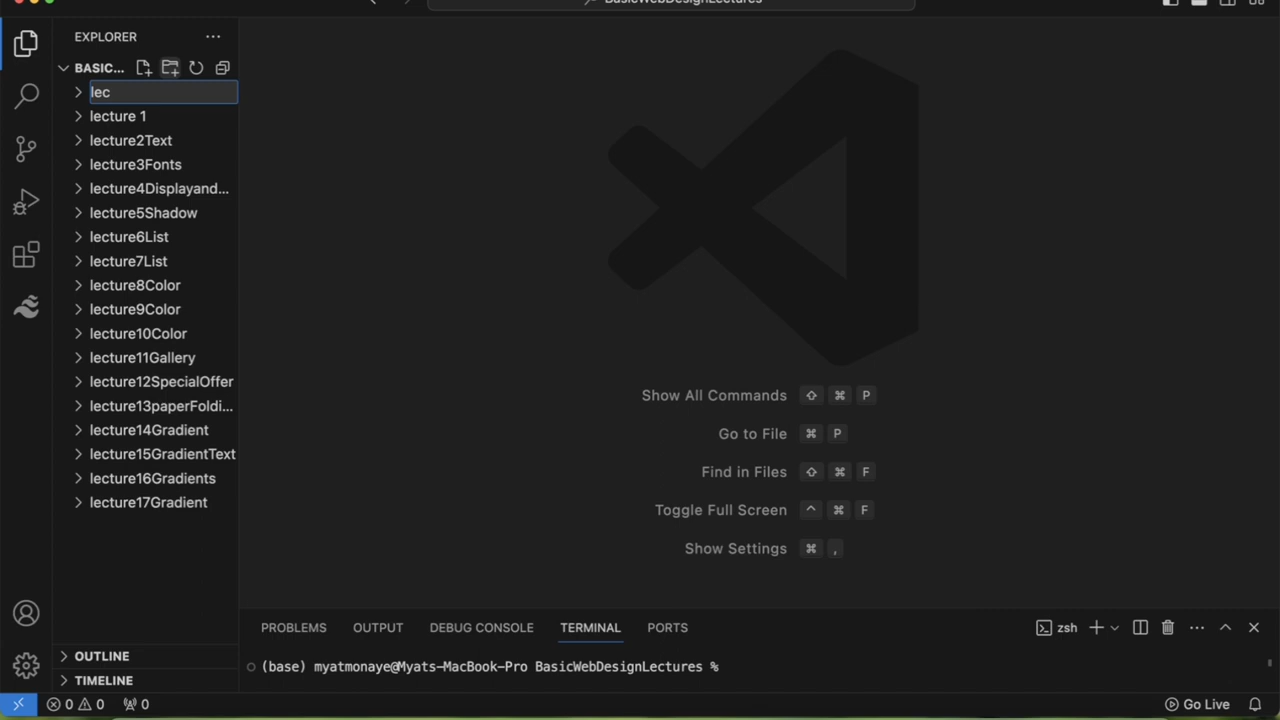 BasicWebDesignLectures
EXPLORER
BASIC...
lec
lecture 1
lecture2Text
lecture3Fonts
lecture4Displayand...
lecture5Shadow
lecture6List
lecture7List
lecture8Color
lecture9Color
lecture10Color
lecture11Gallery
lecture12SpecialOffer
lecture13paperFoldi...
lecture14Gradient
lecture15GradientText
lecture16Gradients
lecture17Gradient
OUTLINE
TIMELINE
Show All Commands ⇧ ⌘ P
Go to File ⌘ P
Find in Files ⇧ ⌘ F
Toggle Full Screen ^ ⌘ F
Show Settings ⌘ ,
PROBLEMS OUTPUT DEBUG CONSOLE TERMINAL PORTS zsh
(base) myatmonaye@Myats-MacBook-Pro BasicWebDesignLectures %
0 0 0 Go Live